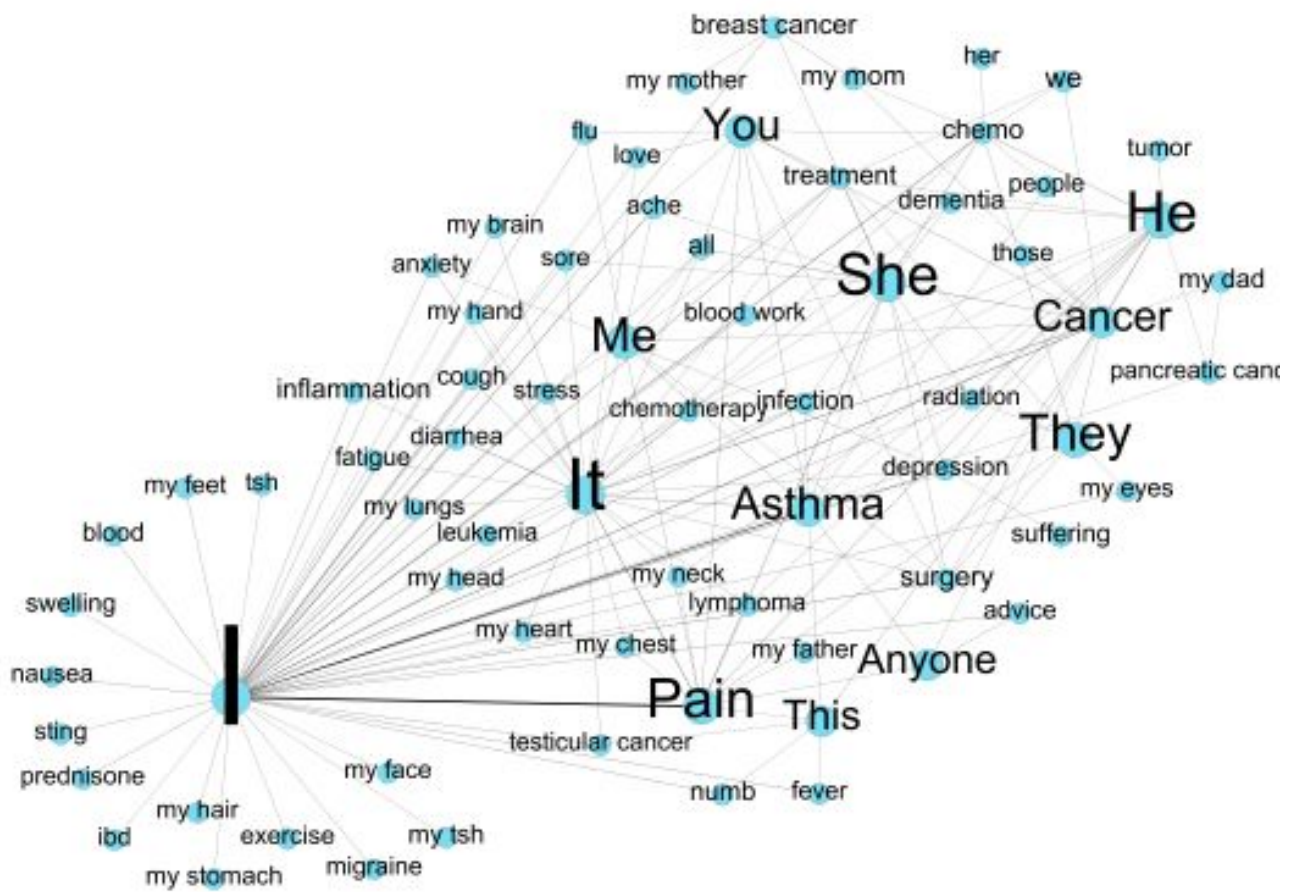 breast cancer
her
my mother
my mom
we
You
flu
chemo
love
tumor
treatment
people
dementia
ache
He
my brain
all
sore
those
anxiety
She
my dad
my hand
blood work
Cancer
Me
pancreatic canc
cough
inflammation
stress
chemotherapy
infection
radiation
diarrhea
They
fatigue
depression
my feet
tsh
It
my eyes
my lungs
Asthma
blood
leukemia
suffering
my head
my neck
surgery
swelling
lymphoma
advice
my heart
my chest
my father
Anyone
nausea
I
Pain
This
sting
testicular cancer
prednisone
my face
numb
fever
my hair
ibd
exercise
my tsh
my stomach
migraine